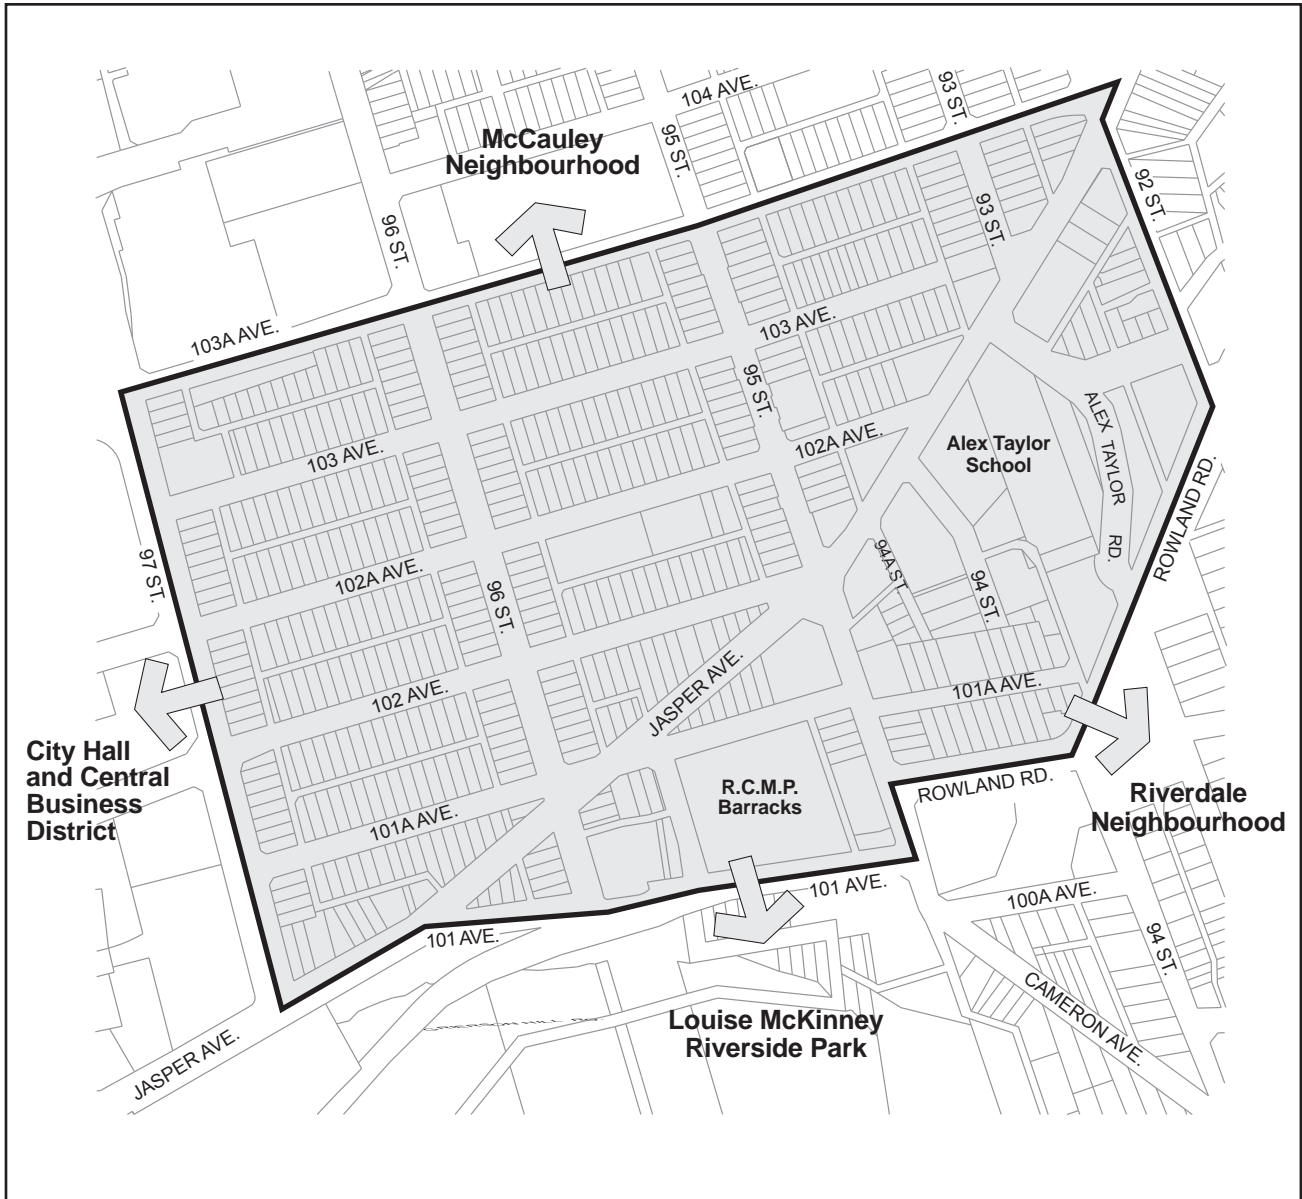 104 AVE.
93 ST.
McCauley
Neighbourhood
95 ST.
92 ST.
96 ST.
93 ST.
103A AVE.
103 AVE.
95 ST.
ALEX TAYLOR RD.
102A AVE.
Alex Taylor
School
103 AVE.
ROWLAND RD.
97 ST.
102A AVE.
94A ST
94 ST.
96 ST.
JASPER AVE.
101A AVE.
102 AVE.
City Hall
and Central
Business
District
R.C.M.P.
Barracks
ROWLAND RD.
Riverdale
Neighbourhood
101A AVE.
101 AVE.
100A AVE.
101 AVE.
94 ST.
CAMERON AVE.
GRIERSON HILL RD.
Louise McKinney
Riverside Park
JASPER AVE.